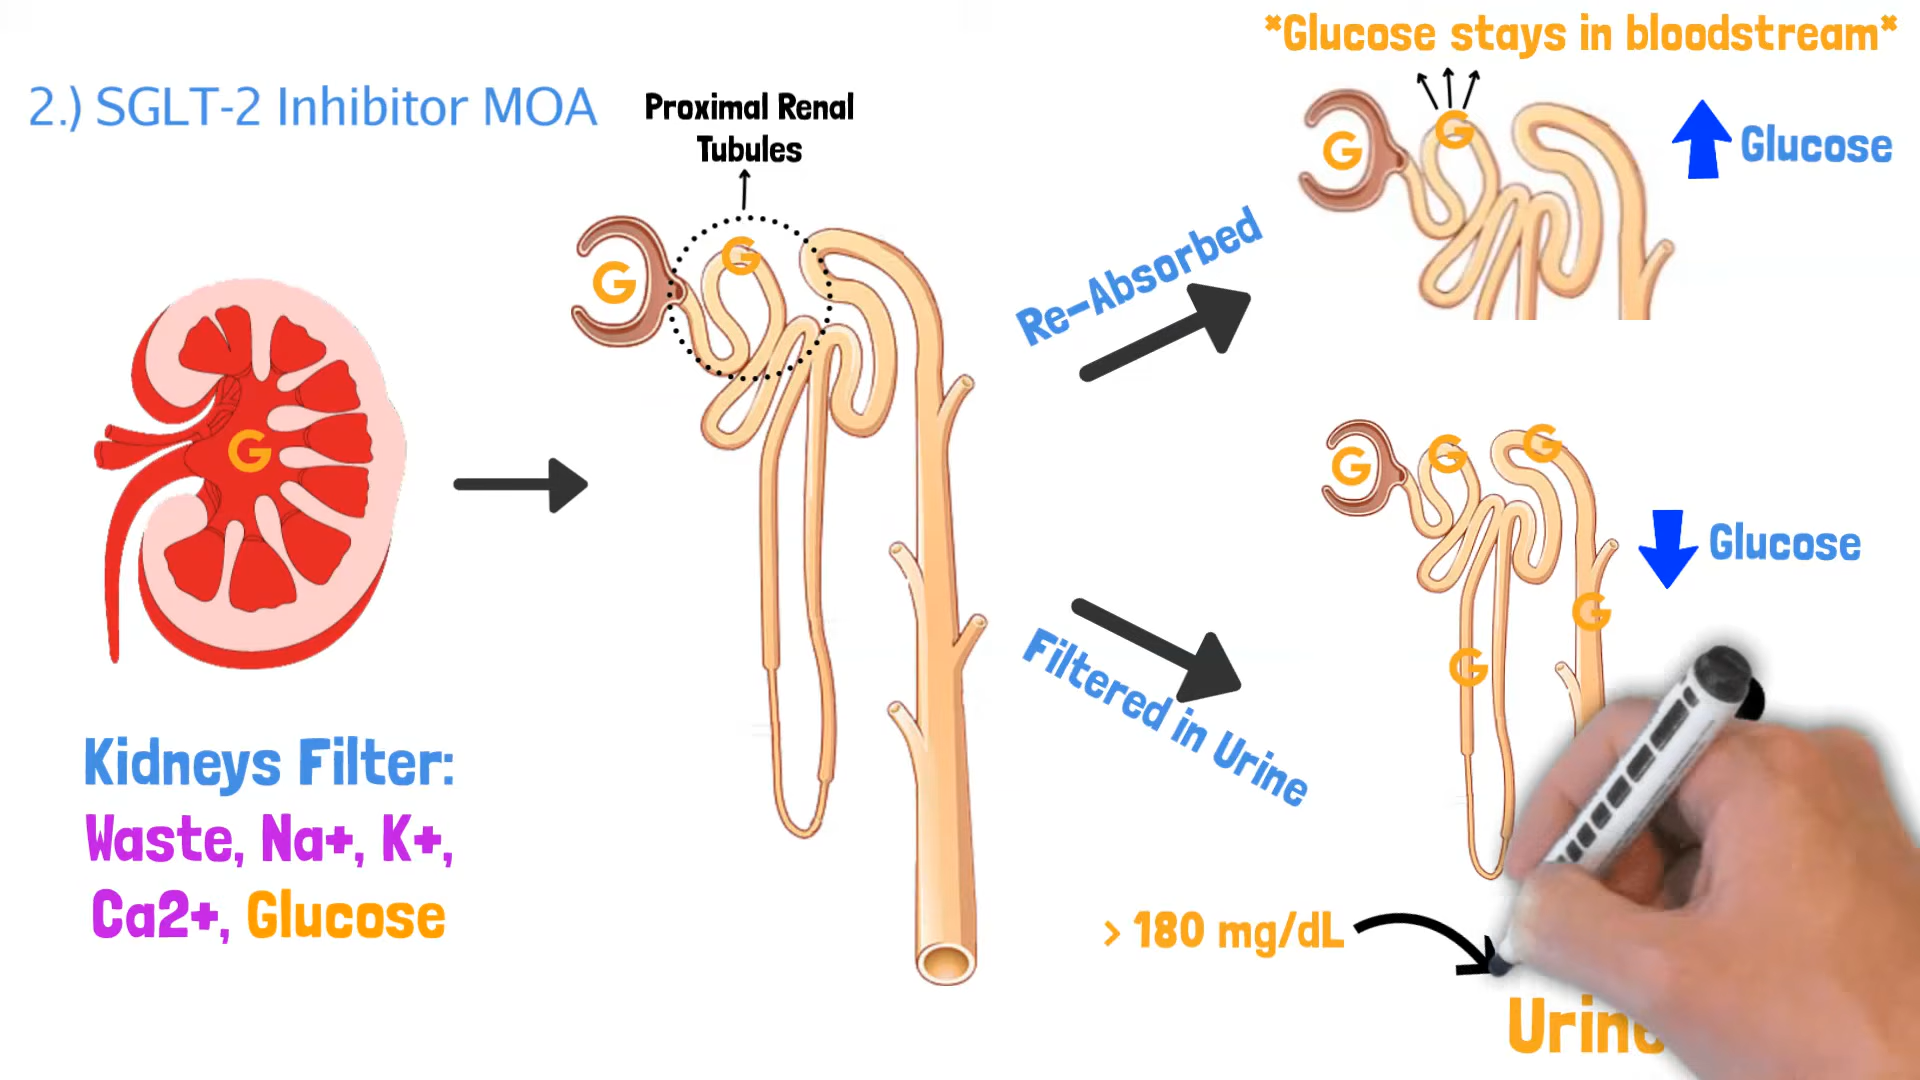 2.) SGLT-2 Inhibitor MOA
Proximal Renal
Tubules
*Glucose stays in bloodstream*
G
G
Glucose
G
G
G
Re-Absorbed
G
G
G
Glucose
G
G
Filtered in Urine
Kidneys Filter:
Waste, Na+, K+,
Ca2+, Glucose
> 180 mg/dL
Urine